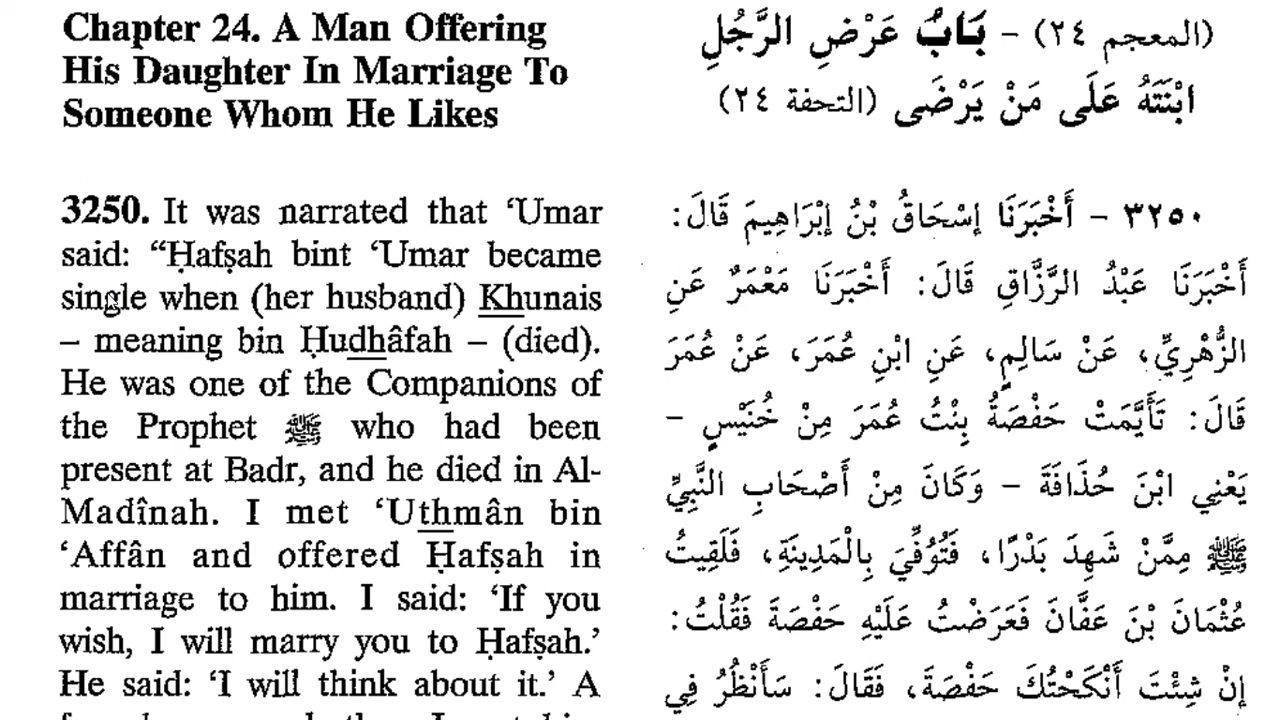 Chapter 24. A Man Offering
His Daughter In Marriage To
Someone Whom He Likes
3250. It was narrated that ‘Umar
said: “Ḥafṣah bint ‘Umar became
single when (her husband) Khunais
– meaning bin Ḥudhâfah – (died).
He was one of the Companions of
the Prophet ﷺ who had been
present at Badr, and he died in Al-
Madînah. I met ‘Uthmân bin
‘Affân and offered Ḥafṣah in
marriage to him. I said: ‘If you
wish, I will marry you to Ḥafṣah.’
He said: ‘I will think about it.’ A
(المعجم ٢٤) - بَابُ عَرْضِ الرَّجُلِ
ابْنَتَهُ عَلَى مَنْ يَرْضَى (التحفة ٢٤)
٣٢٥٠ - أَخْبَرَنَا إِسْحَاقُ بْنُ إِبْرَاهِيمَ قَالَ:
أَخْبَرَنَا عَبْدُ الرَّزَّاقِ قَالَ: أَخْبَرَنَا مَعْمَرٌ عَنِ
الزُّهْرِيِّ، عَنْ سَالِمٍ، عَنِ ابْنِ عُمَرَ، عَنْ عُمَرَ
قَالَ: تَأَيَّمَتْ حَفْصَةُ بِنْتُ عُمَرَ مِنْ خُنَيْسٍ -
يَعْنِي ابْنَ حُذَافَةَ - وَكَانَ مِنْ أَصْحَابِ النَّبِيِّ
ﷺ مِمَّنْ شَهِدَ بَدْرًا، فَتُوُفِّيَ بِالْمَدِينَةِ، فَلَقِيتُ
عُثْمَانَ بْنَ عَفَّانَ فَعَرَضْتُ عَلَيْهِ حَفْصَةَ فَقُلْتُ:
إِنْ شِئْتَ أَنْكَحْتُكَ حَفْصَةَ، فَقَالَ: سَأَنْظُرُ فِي